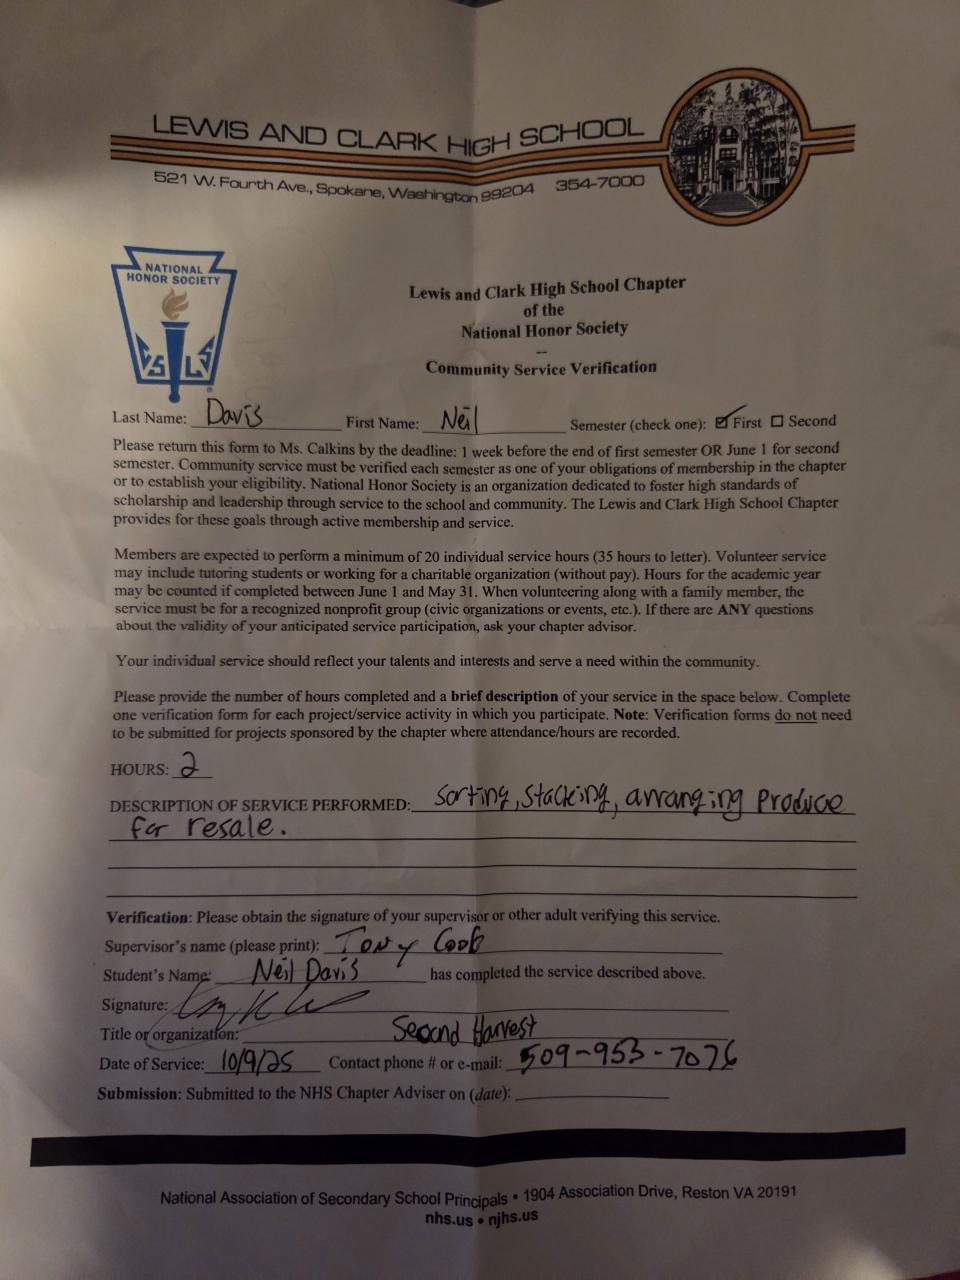 LEWIS AND CLARK HIGH SCHOOL
521 W. Fourth Ave., Spokane, Washington 99204 354-7000
NATIONAL
HONOR SOCIETY
Lewis and Clark High School Chapter
of the
National Honor Society
--
Community Service Verification
Last Name: Davis First Name: Neil Semester (check one): ☑ First ☐ Second
Please return this form to Ms. Calkins by the deadline: 1 week before the end of first semester OR June 1 for second
semester. Community service must be verified each semester as one of your obligations of membership in the chapter
or to establish your eligibility. National Honor Society is an organization dedicated to foster high standards of
scholarship and leadership through service to the school and community. The Lewis and Clark High School Chapter
provides for these goals through active membership and service.
Members are expected to perform a minimum of 20 individual service hours (35 hours to letter). Volunteer service
may include tutoring students or working for a charitable organization (without pay). Hours for the academic year
may be counted if completed between June 1 and May 31. When volunteering along with a family member, the
service must be for a recognized nonprofit group (civic organizations or events, etc.). If there are ANY questions
about the validity of your anticipated service participation, ask your chapter advisor.
Your individual service should reflect your talents and interests and serve a need within the community.
Please provide the number of hours completed and a brief description of your service in the space below. Complete
one verification form for each project/service activity in which you participate. Note: Verification forms do not need
to be submitted for projects sponsored by the chapter where attendance/hours are recorded.
HOURS: 2
DESCRIPTION OF SERVICE PERFORMED: sorting, stacking, arranging produce
for resale.
Verification: Please obtain the signature of your supervisor or other adult verifying this service.
Supervisor's name (please print): Tony
Student's Name: Neil Davis has completed the service described above.
Signature:
Title or organization: Second Harvest
Date of Service: 10/9/25 Contact phone # or e-mail: 509-953-7076
Submission: Submitted to the NHS Chapter Adviser on (date):
National Association of Secondary School Principals • 1904 Association Drive, Reston VA 20191
nhs.us • njhs.us